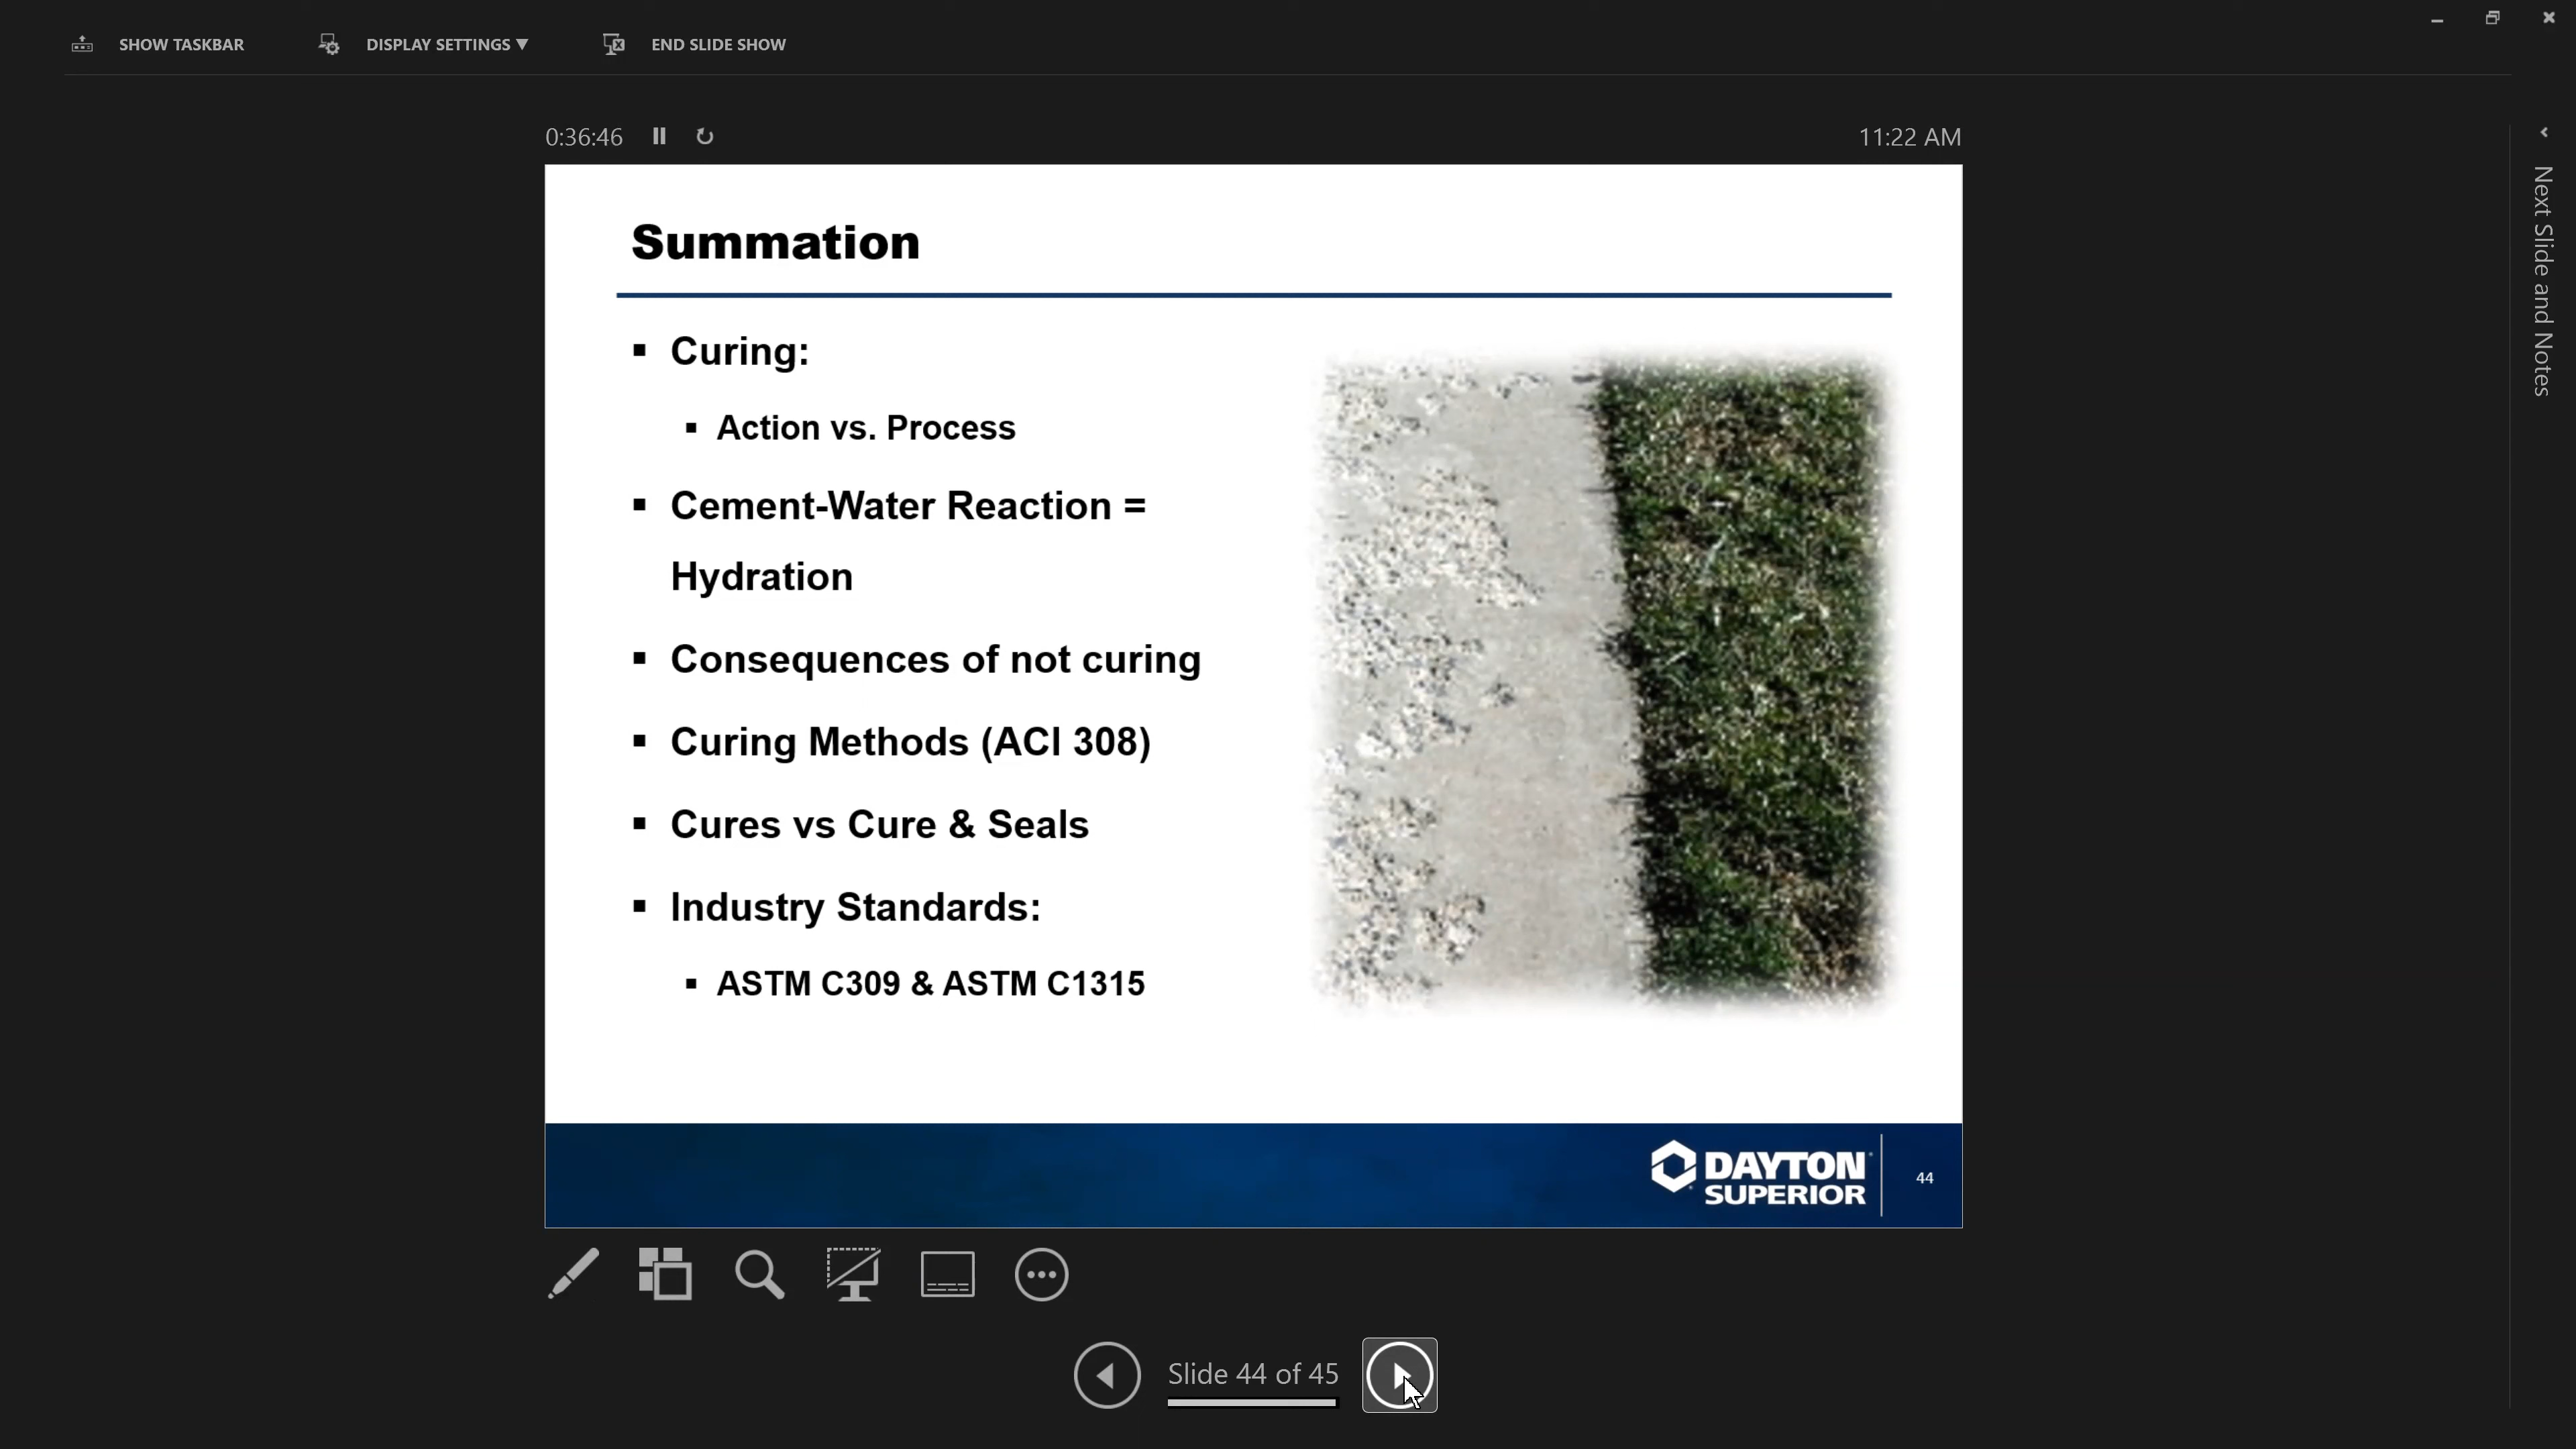 SHOW TASKBAR
DISPLAY SETTINGS ▼
END SLIDE SHOW
0:36:46
11:22 AM
Next Slide and Notes
Summation
▪ Curing:
▪ Action vs. Process
▪ Cement-Water Reaction =
Hydration
▪ Consequences of not curing
▪ Curing Methods (ACI 308)
▪ Cures vs Cure & Seals
▪ Industry Standards:
▪ ASTM C309 & ASTM C1315
DAYTON
SUPERIOR
44
Slide 44 of 45